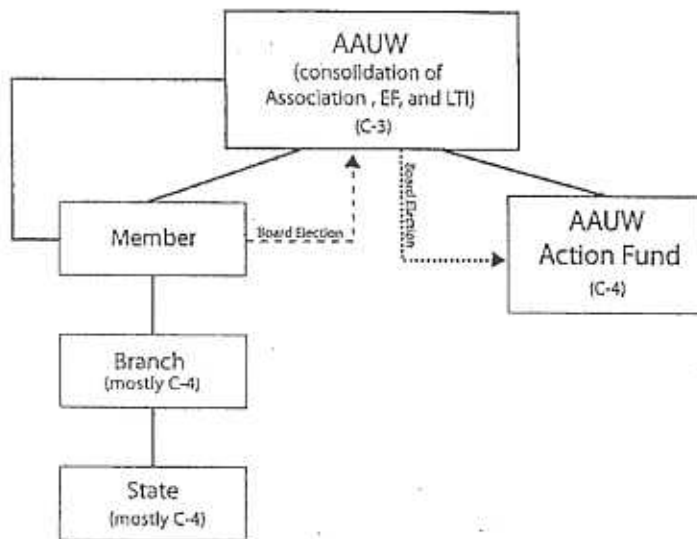 AAUW
(consolidation of
Association , EF, and LTI)
(C-3)
Member
Board Election
Board Election
AAUW
Action Fund
(C-4)
Branch
(mostly C-4)
State
(mostly C-4)